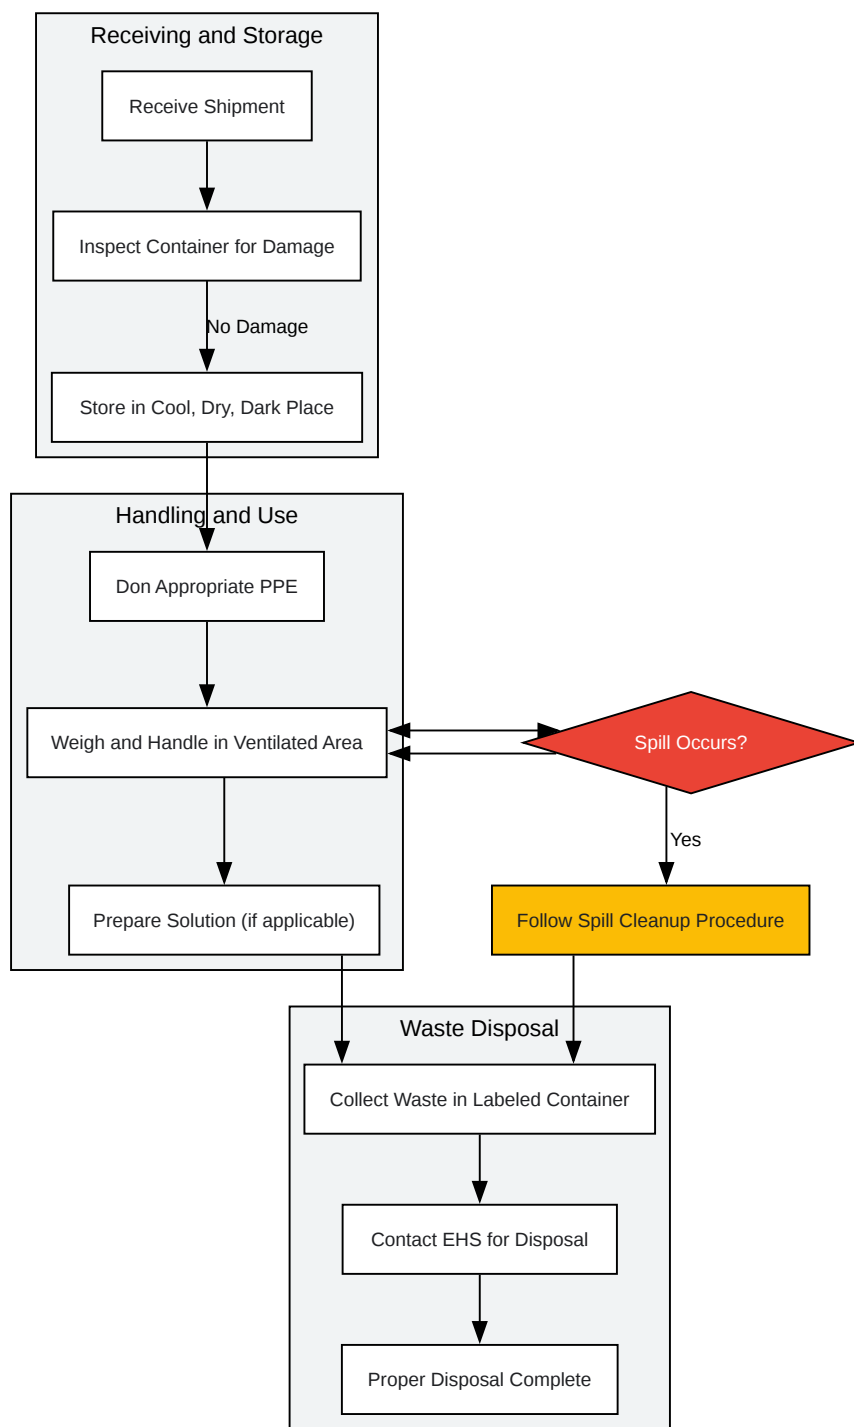 Receiving and Storage
Receive Shipment
Inspect Container for Damage
No Damage
Store in Cool, Dry, Dark Place
Handling and Use
Don Appropriate PPE
Weigh and Handle in Ventilated Area
Spill Occurs?
Yes
Prepare Solution (if applicable)
Follow Spill Cleanup Procedure
Waste Disposal
Collect Waste in Labeled Container
Contact EHS for Disposal
Proper Disposal Complete